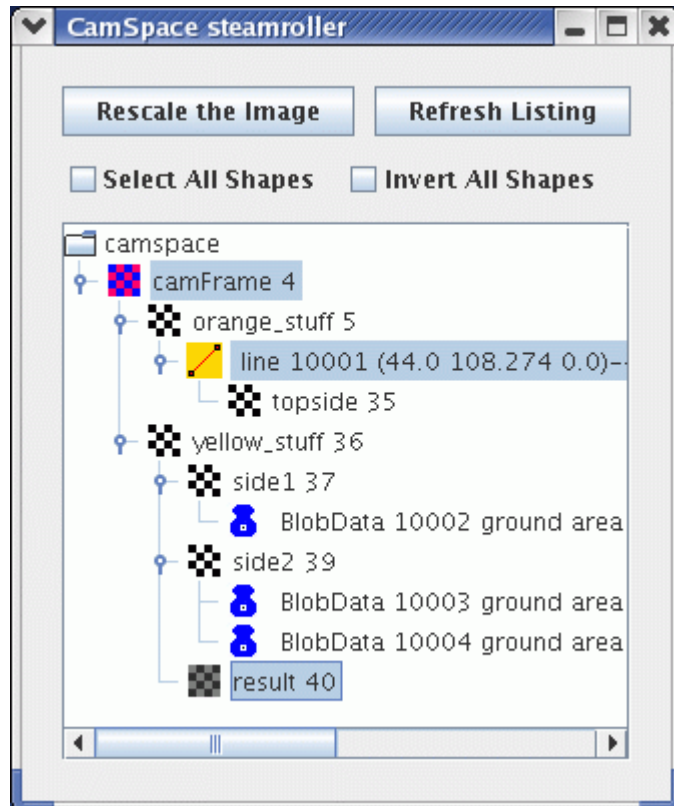 CamSpace steamroller
Rescale the Image Refresh Listing
Select All Shapes Invert All Shapes
camspace
camFrame 4
orange_stuff 5
line 10001 (44.0 108.274 0.0)--
topside 35
yellow_stuff 36
side1 37
BlobData 10002 ground area
side2 39
BlobData 10003 ground area
BlobData 10004 ground area
result 40